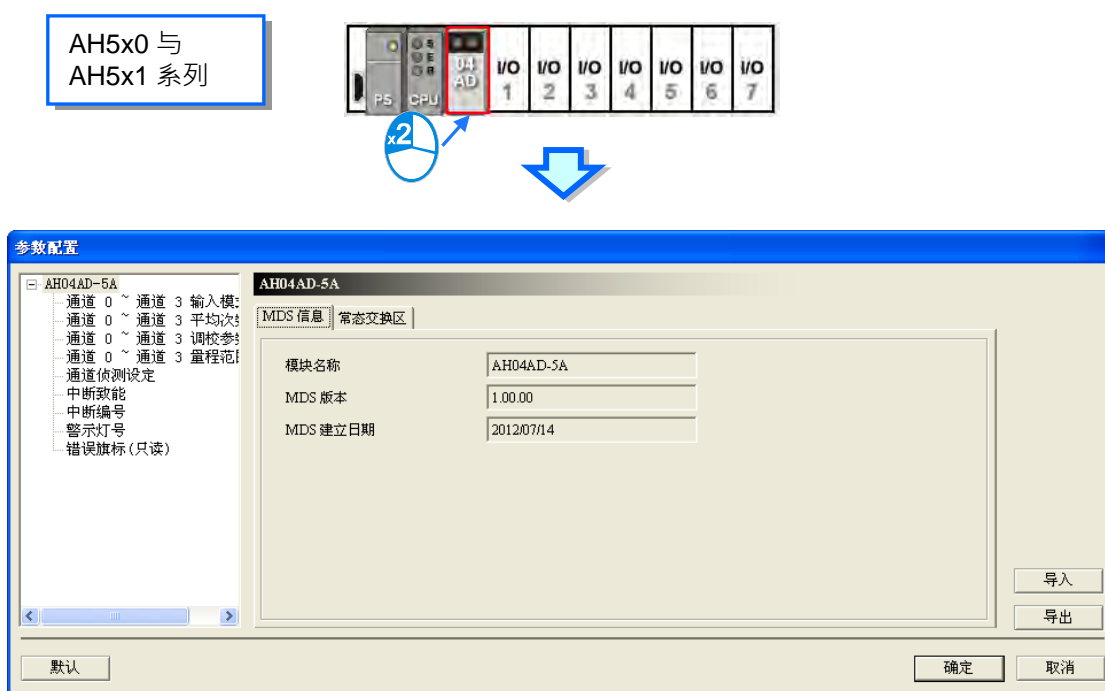 AH5x0 与
AH5x1 系列
PS CPU 04 AD I/O 1 I/O 2 I/O 3 I/O 4 I/O 5 I/O 6 I/O 7
x2
参数配置
AH04AD-5A
通道 0 ~ 通道 3 输入模
通道 0 ~ 通道 3 平均次
通道 0 ~ 通道 3 调校参
通道 0 ~ 通道 3 量程范
通道侦测设定
中断致能
中断编号
警示灯号
错误旗标(只读)
AH04AD-5A
MDS 信息 常态交换区
模块名称 AH04AD-5A
MDS 版本 1.00.00
MDS 建立日期 2012/07/14
导入
导出
默认 确定 取消